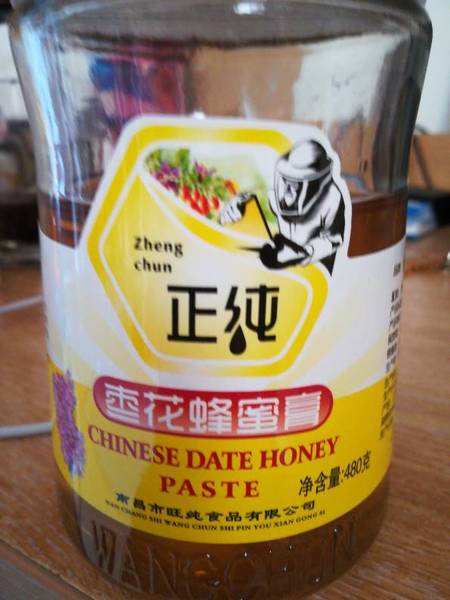 Zheng
chun
正纯
枣花蜂蜜膏
CHINESE DATE HONEY
PASTE
净含量:480克
南昌市旺纯食品有限公司
NAN CHANG SHI WANG CHUN SHI PIN YOU XIAN GONG SI
WANGCHUN